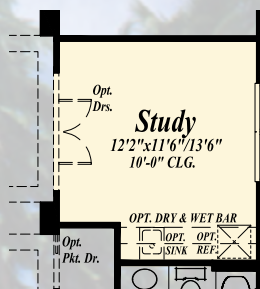 Opt.
Drs.
Study
12'2"x11'6"/13'6"
10'-0" CLG.
OPT. DRY & WET BAR
OPT. SINK
OPT. REF.
Opt.
Pkt. Dr.